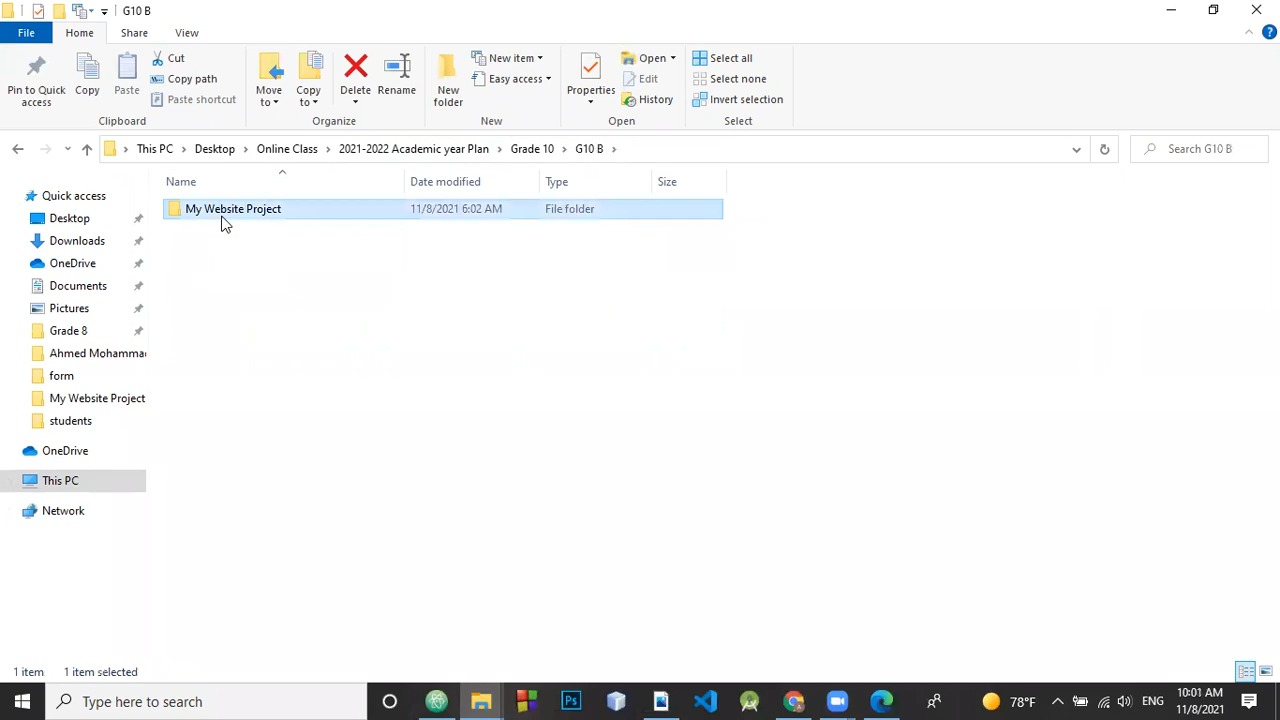 G10 B
File Home Share View
Pin to Quick access
Copy
Paste
Cut
Copy path
Paste shortcut
Clipboard
Move to
Copy to
Delete
Rename
Organize
New folder
New item
Easy access
New
Properties
Open
Edit
History
Open
Select all
Select none
Invert selection
Select
This PC Desktop Online Class 2021-2022 Academic year Plan Grade 10 G10 B
Search G10 B
Name Date modified Type Size
My Website Project 11/8/2021 6:02 AM File folder
Quick access
Desktop
Downloads
OneDrive
Documents
Pictures
Grade 8
Ahmed Mohamma
form
My Website Project
students
OneDrive
This PC
Network
1 item 1 item selected
Type here to search
Ps
78°F
ENG
10:01 AM
11/8/2021